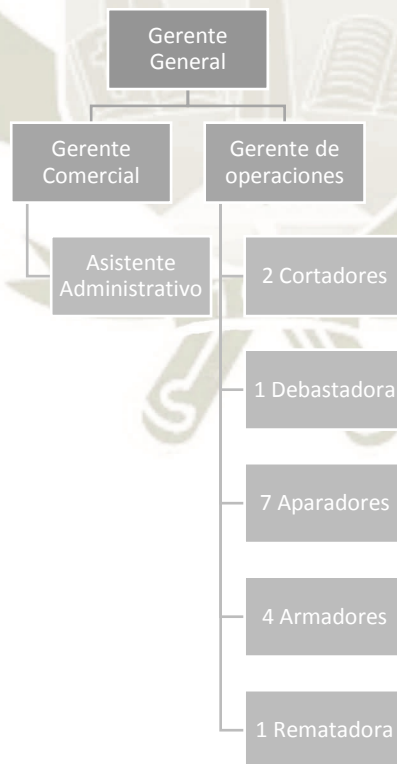 Gerente
General
Gerente
Comercial
Gerente de
operaciones
Asistente
Administrativo
2 Cortadores
1 Debastadora
7 Aparadores
4 Armadores
1 Rematadora